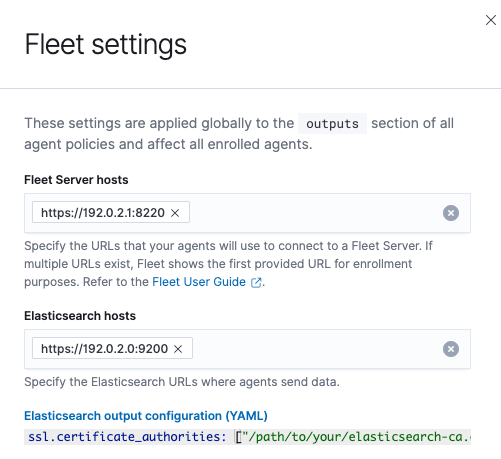 Fleet settings
These settings are applied globally to the outputs section of all
agent policies and affect all enrolled agents.
Fleet Server hosts
https://192.0.2.1:8220
Specify the URLs that your agents will use to connect to a Fleet Server. If
multiple URLs exist, Fleet shows the first provided URL for enrollment
purposes. Refer to the Fleet User Guide.
Elasticsearch hosts
https://192.0.2.0:9200
Specify the Elasticsearch URLs where agents send data.
Elasticsearch output configuration (YAML)
ssl.certificate_authorities: ["/path/to/your/elasticsearch-ca.